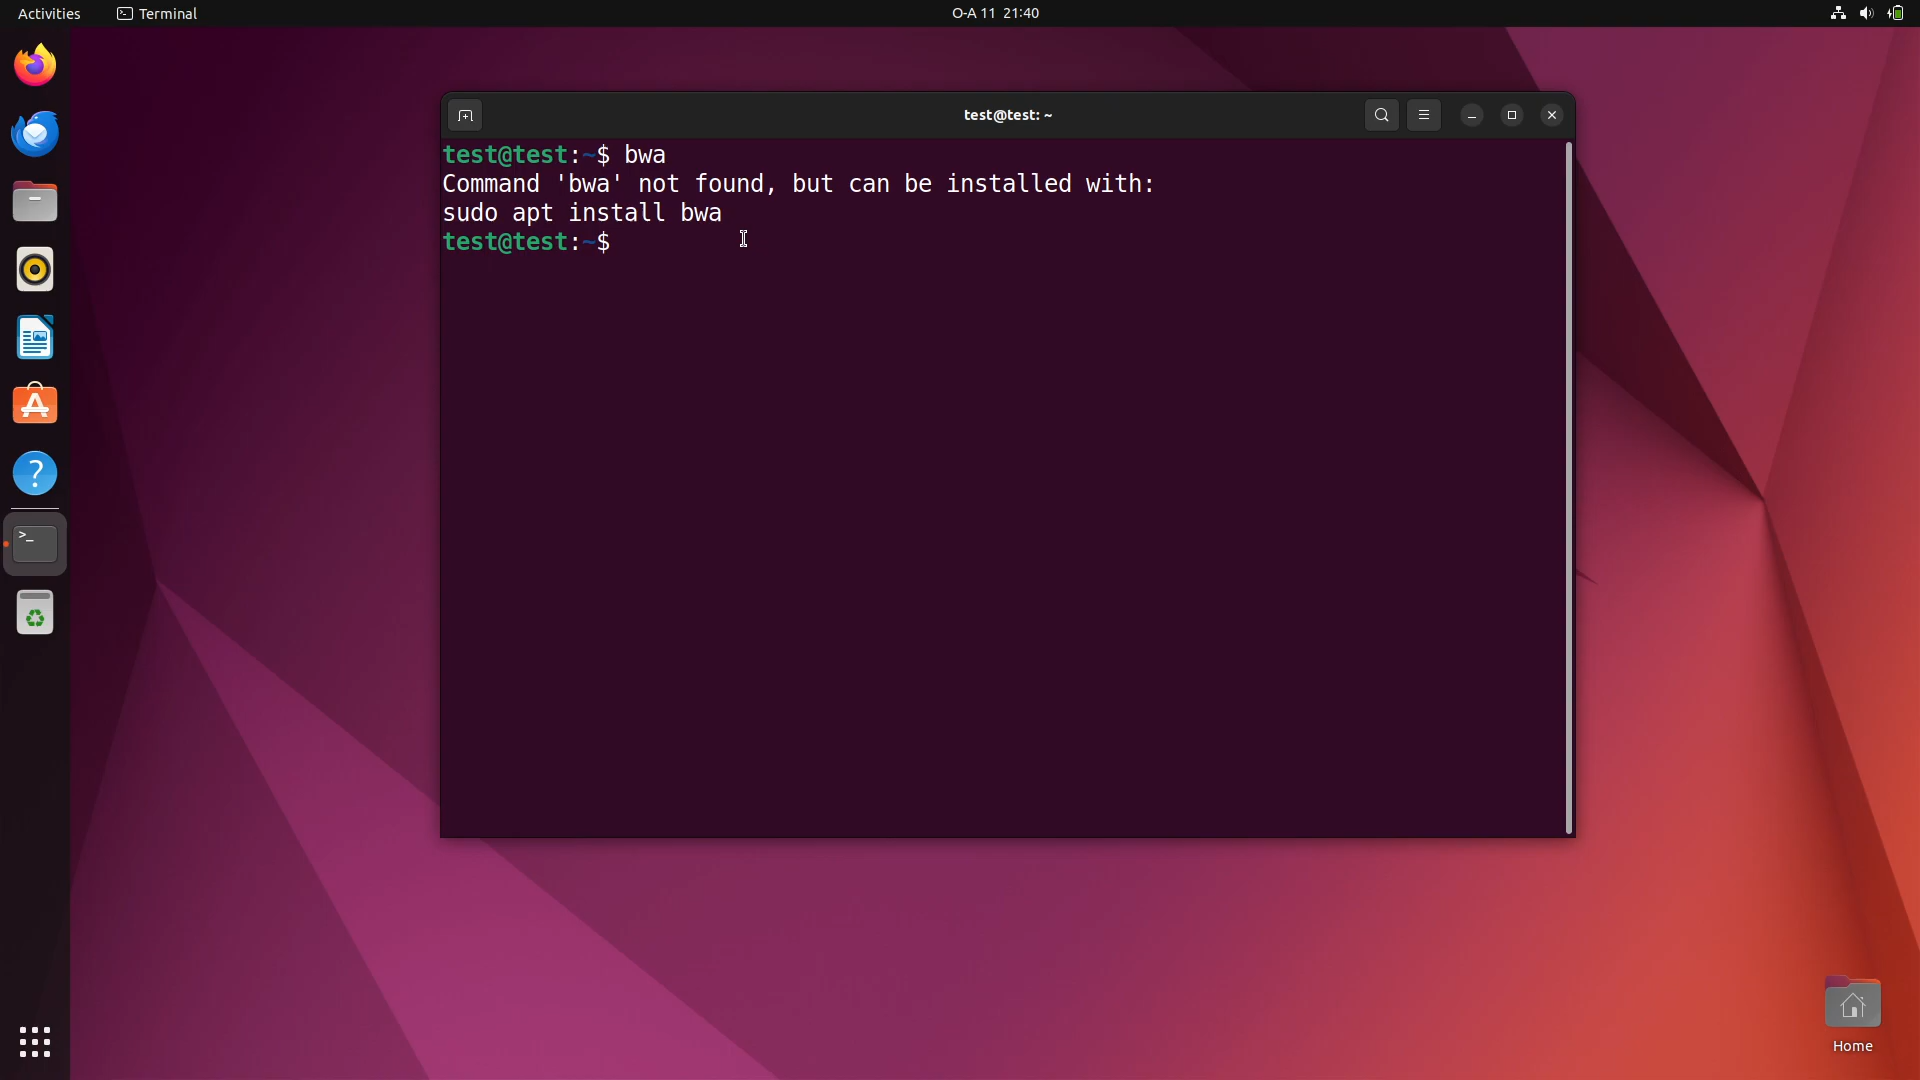 Activities
Terminal
O-A 11 21:40
test@test: ~
test@test:~$ bwa
Command 'bwa' not found, but can be installed with:
sudo apt install bwa
test@test:~$
Home